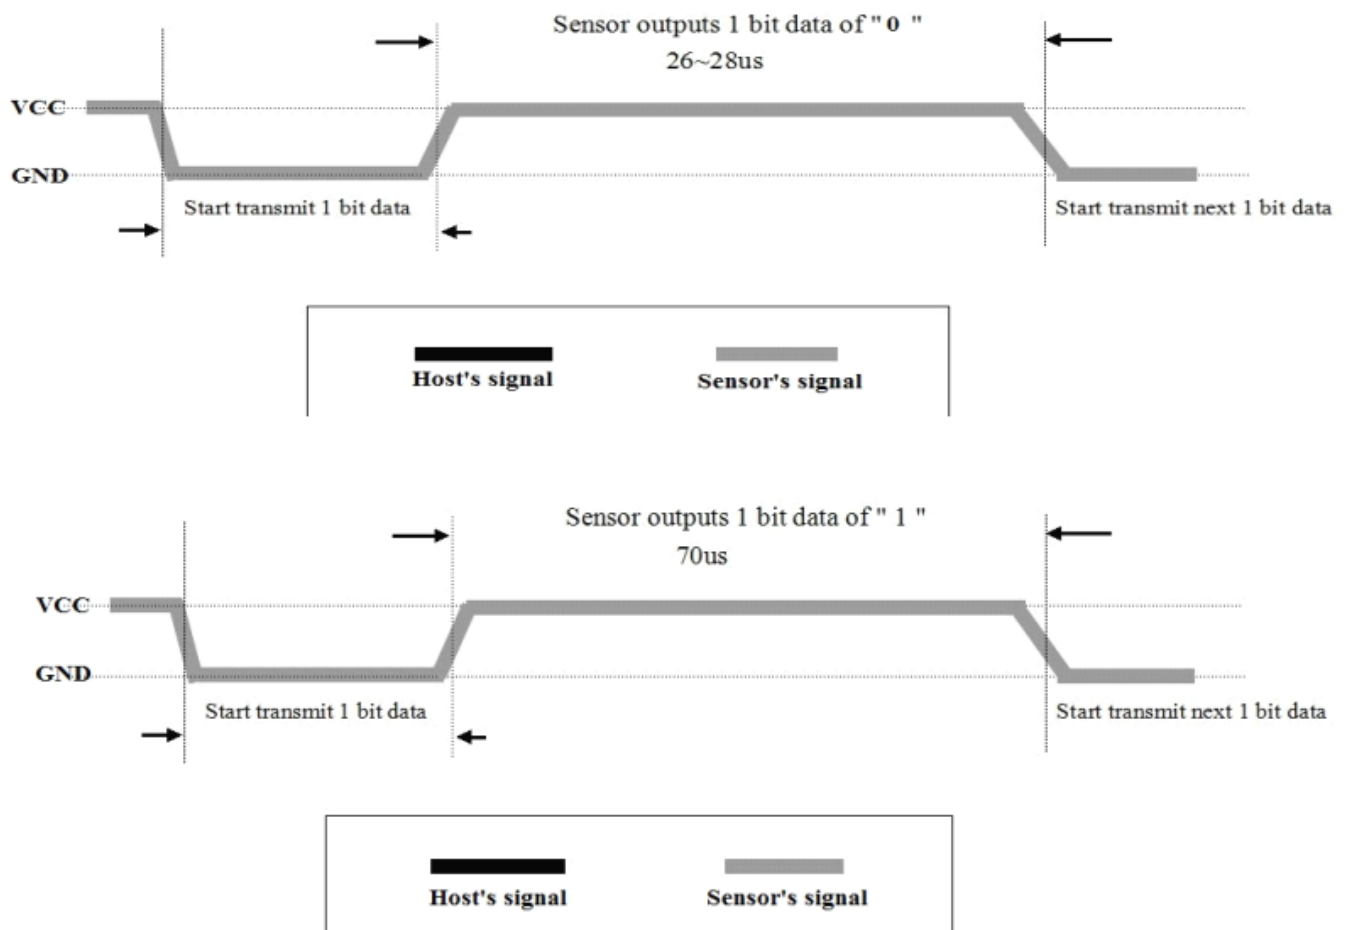 Sensor outputs 1 bit data of " 0 "
26~28us
VCC
GND
Start transmit 1 bit data
Start transmit next 1 bit data
Host's signal
Sensor's signal
Sensor outputs 1 bit data of " 1 "
70us
VCC
GND
Start transmit 1 bit data
Start transmit next 1 bit data
Host's signal
Sensor's signal